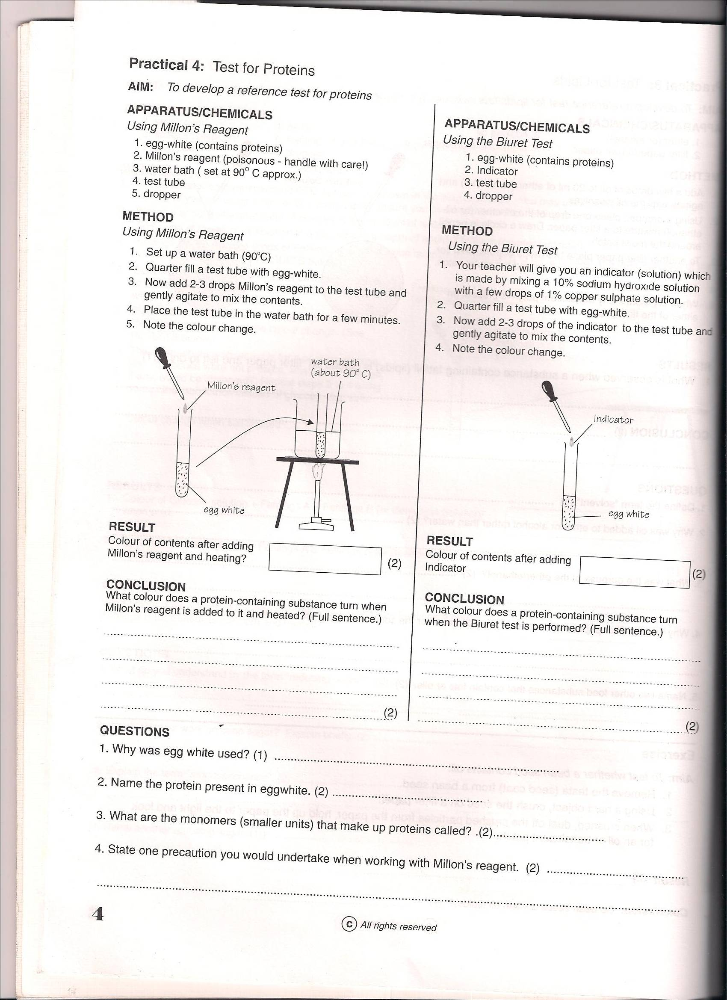 Practical 4: Test for Proteins
AIM: To develop a reference test for proteins
APPARATUS/CHEMICALS
Using Millon's Reagent
1. egg-white (contains proteins)
2. Millon's reagent (poisonous - handle with care!)
3. water bath ( set at 90° C approx.)
4. test tube
5. dropper
METHOD
Using Millon's Reagent
1. Set up a water bath (90°C)
2. Quarter fill a test tube with egg-white.
3. Now add 2-3 drops Millon's reagent to the test tube and
gently agitate to mix the contents.
4. Place the test tube in the water bath for a few minutes.
5. Note the colour change.
water bath
(about 90° C)
Millon's reagent
egg white
RESULT
Colour of contents after adding
Millon's reagent and heating?
(2)
CONCLUSION
What colour does a protein-containing substance turn when
Millon's reagent is added to it and heated? (Full sentence.)
(2)
APPARATUS/CHEMICALS
Using the Biuret Test
1. egg-white (contains proteins)
2. Indicator
3. test tube
4. dropper
METHOD
Using the Biuret Test
1. Your teacher will give you an indicator (solution) which
is made by mixing a 10% sodium hydroxide solution
with a few drops of 1% copper sulphate solution.
2. Quarter fill a test tube with egg-white.
3. Now add 2-3 drops of the indicator to the test tube and
gently agitate to mix the contents.
4. Note the colour change.
Indicator
egg white
RESULT
Colour of contents after adding
Indicator
(2)
CONCLUSION
What colour does a protein-containing substance turn
when the Biuret test is performed? (Full sentence.)
(2)
QUESTIONS
1. Why was egg white used? (1)
2. Name the protein present in eggwhite. (2)
3. What are the monomers (smaller units) that make up proteins called? .(2)
4. State one precaution you would undertake when working with Millon's reagent. (2)
4
© All rights reserved